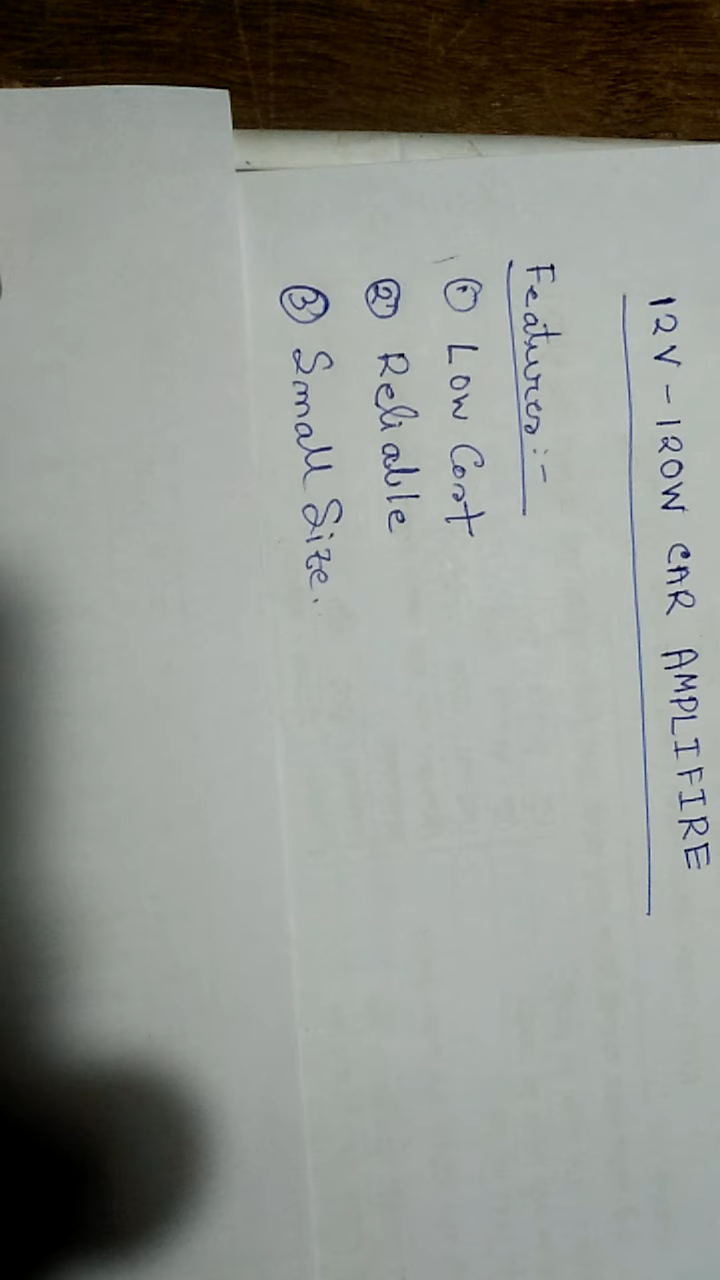 12V - 120W CAR AMPLIFIRE
Features :-
① Low Cost
② Reliable
③ Small Size.